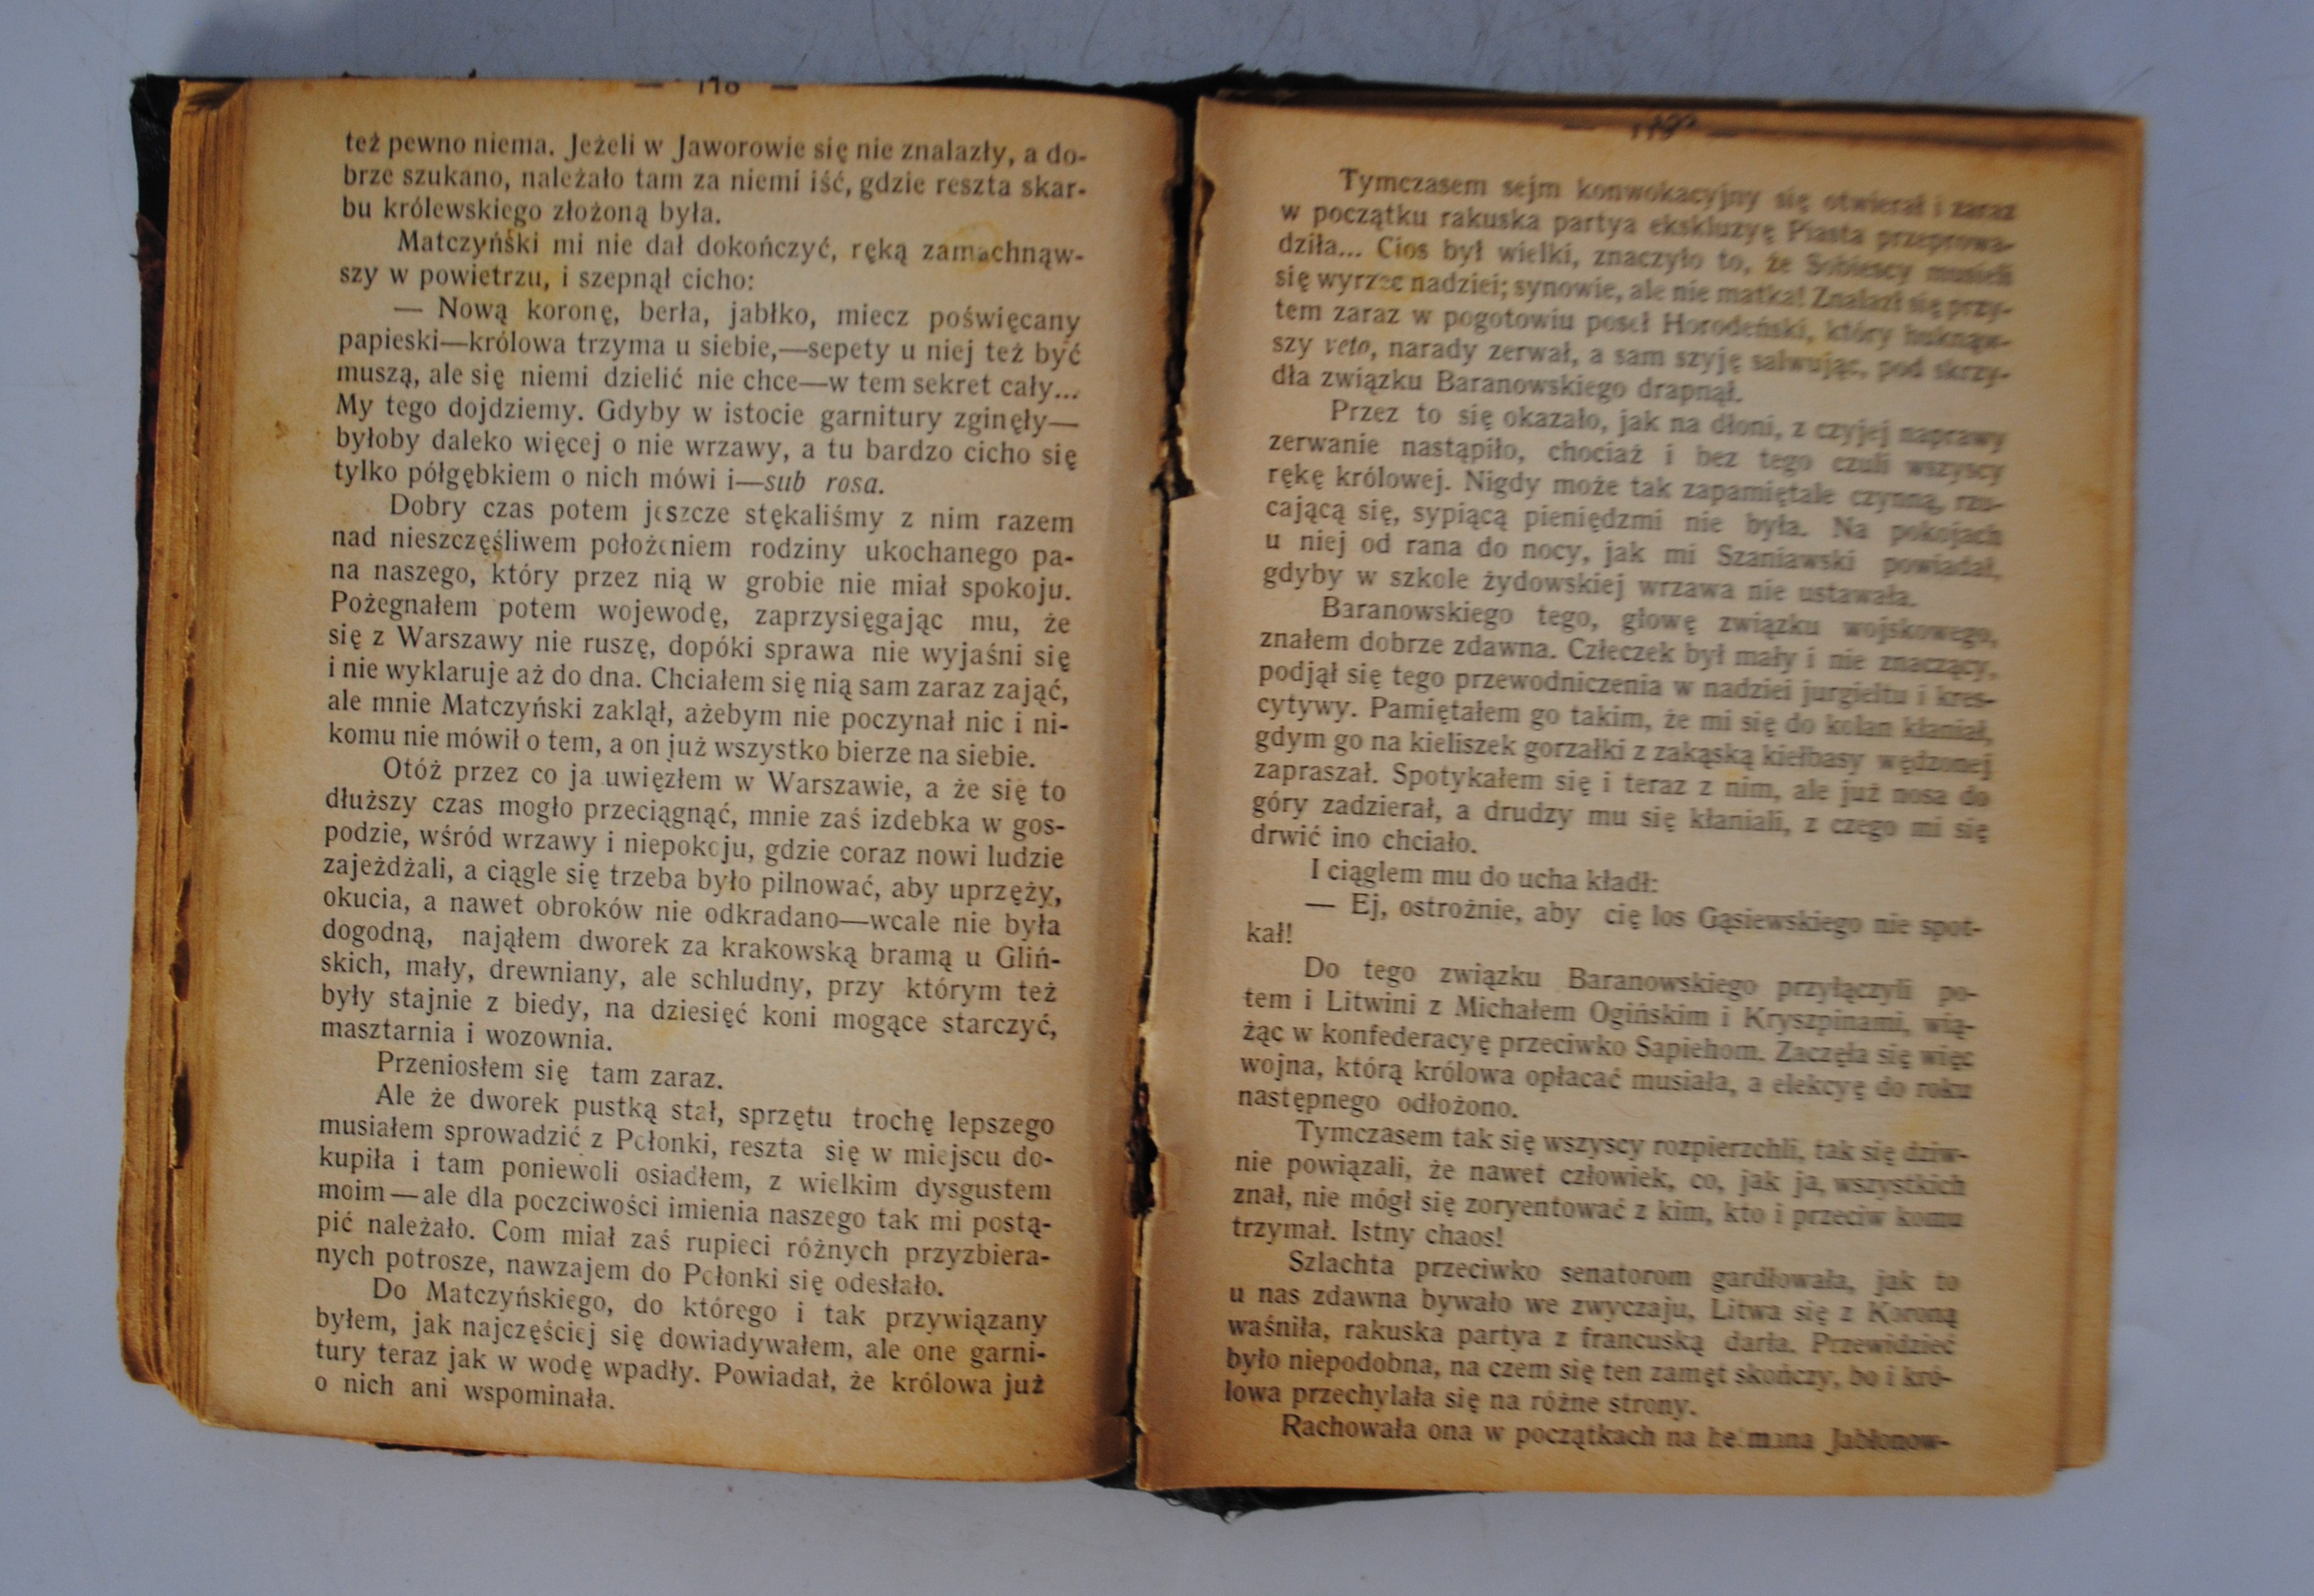 — 118 —
też pewno niema. Jeżeli w Jaworowie się nie znalazły, a do-
brze szukano, należało tam za niemi iść, gdzie reszta skar-
bu królewskiego złożoną była.
Matczyński mi nie dał dokończyć, ręką zamachnąw-
szy w powietrzu, i szepnął cicho:
— Nową koronę, berła, jabłko, miecz poświęcany
papieski—królowa trzyma u siebie,—sepety u niej też być
muszą, ale się niemi dzielić nie chce—w tem sekret cały...
My tego dojdziemy. Gdyby w istocie garnitury zginęły—
byłoby daleko więcej o nie wrzawy, a tu bardzo cicho się
tylko półgębkiem o nich mówi i—sub rosa.
Dobry czas potem jeszcze stękaliśmy z nim razem
nad nieszczęśliwem położeniem rodziny ukochanego pa-
na naszego, który przez nią w grobie nie miał spokoju.
Pożegnałem potem wojewodę, zaprzysięgając mu, że
się z Warszawy nie ruszę, dopóki sprawa nie wyjaśni się
i nie wyklaruje aż do dna. Chciałem się nią sam zaraz zająć,
ale mnie Matczyński zaklął, ażebym nie poczynał nic i ni-
komu nie mówił o tem, a on już wszystko bierze na siebie.
Otóż przez co ja uwięzłem w Warszawie, a że się to
dłuższy czas mogło przeciągnąć, mnie zaś izdebka w gos-
podzie, wśród wrzawy i niepokoju, gdzie coraz nowi ludzie
zajeżdżali, a ciągle się trzeba było pilnować, aby uprzęży,
okucia, a nawet obroków nie odkradano—wcale nie była
dogodną, nająłem dworek za krakowską bramą u Gliń-
skich, mały, drewniany, ale schludny, przy którym też
były stajnie z biedy, na dziesięć koni mogące starczyć,
masztarnia i wozownia.
Przeniosłem się tam zaraz.
Ale że dworek pustką stał, sprzętu trochę lepszego
musiałem sprowadzić z Połonki, reszta się w miejscu do-
kupiła i tam poniewoli osiadłem, z wielkim dysgustem
moim—ale dla poczciwości imienia naszego tak mi postą-
pić należało. Com miał zaś rupieci różnych przyzbiera-
nych potrosze, nawzajem do Połonki się odesłało.
Do Matczyńskiego, do którego i tak przywiązany
byłem, jak najczęściej się dowiadywałem, ale one garni-
tury teraz jak w wodę wpadły. Powiadał, że królowa już
o nich ani wspominała.
— 119 —
Tymczasem sejm konwokacyjny się otwierał i zaraz
w początku rakuska partya ekskluzyę Piasta przeprowa-
dziła... Cios był wielki, znaczyło to, że Sobiescy musieli
się wyrzec nadziei; synowie, ale nie matka! Znalazł się przy-
tem zaraz w pogotowiu poseł Horodeński, który huknąw-
szy veto, narady zerwał, a sam szyję salwując, pod skrzy-
dła związku Baranowskiego drapnął.
Przez to się okazało, jak na dłoni, z czyjej naprawy
zerwanie nastąpiło, chociaż i bez tego czuli wszyscy
rękę królowej. Nigdy może tak zapamiętale czynną, rzu-
cającą się, sypiącą pieniędzmi nie była. Na pokojach
u niej od rana do nocy, jak mi Szaniawski powiadał,
gdyby w szkole żydowskiej wrzawa nie ustawała.
Baranowskiego tego, głowę związku wojskowego,
znałem dobrze zdawna. Człeczek był mały i nie znaczący,
podjął się tego przewodniczenia w nadziei jurgieltu i kres-
cytywy. Pamiętałem go takim, że mi się do kolan kłaniał,
gdym go na kieliszek gorzałki z zakąską kiełbasy wędzonej
zapraszał. Spotykałem się i teraz z nim, ale już nosa do
góry zadzierał, a drudzy mu się kłaniali, z czego mi się
drwić ino chciało.
I ciąglem mu do ucha kładł:
— Ej, ostrożnie, aby cię los Gąsiewskiego nie spot-
kał!
Do tego związku Baranowskiego przyłączyli po-
tem i Litwini z Michałem Ogińskim i Kryszpinami, wią-
żąc w konfederacyę przeciwko Sapiehom. Zaczęła się więc
wojna, którą królowa opłacać musiała, a elekcyę do roku
następnego odłożono.
Tymczasem tak się wszyscy rozpierzchli, tak się dziw-
nie powiązali, że nawet człowiek, co, jak ja, wszystkich
znał, nie mógł się zoryentować z kim, kto i przeciw komu
trzymał. Istny chaos!
Szlachta przeciwko senatorom gardłowała, jak to
u nas zdawna bywało we zwyczaju, Litwa się z Koroną
waśniła, rakuska partya z francuską darła. Przewidzieć
było niepodobna, na czem się ten zamęt skończy, bo i kró-
lowa przechylała się na różne strony.
Rachowała ona w początkach na hetmana Jabłonow-